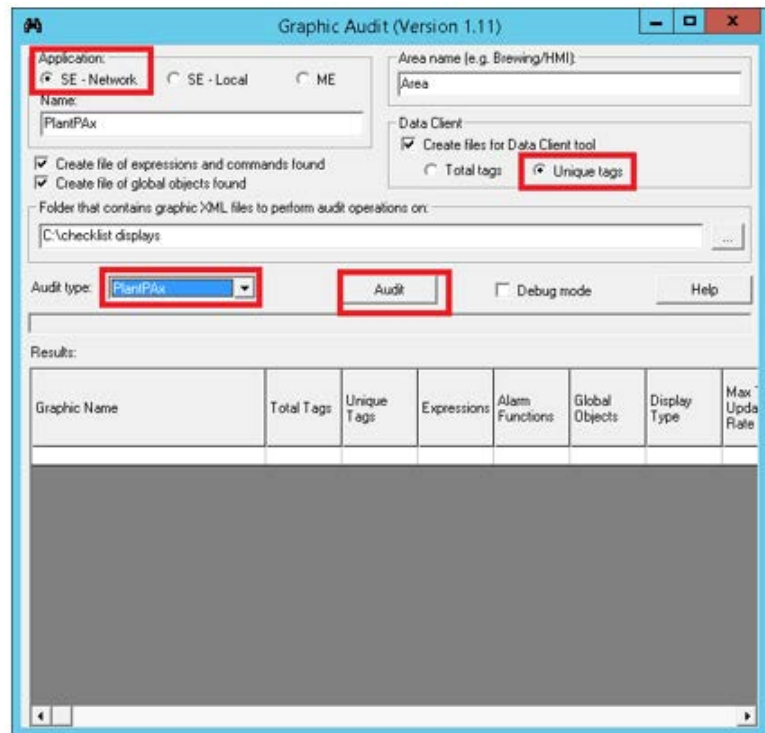 Graphic Audit (Version 1.11)
Application:
SE - Network
SE - Local
ME
Name:
PlantPAx
Area name (e.g. Brewing/HMI):
Area
Data Client
Create files for Data Client tool
Total tags
Unique tags
Create file of expressions and commands found
Create file of global objects found
Folder that contains graphic XML files to perform audit operations on:
C:\checklist displays
...
Audit type:
PlantPAx
Audit
Debug mode
Help
Results:
Graphic Name
Total Tags
Unique
Tags
Expressions
Alarm
Functions
Global
Objects
Display
Type
Max
Upda
Rate